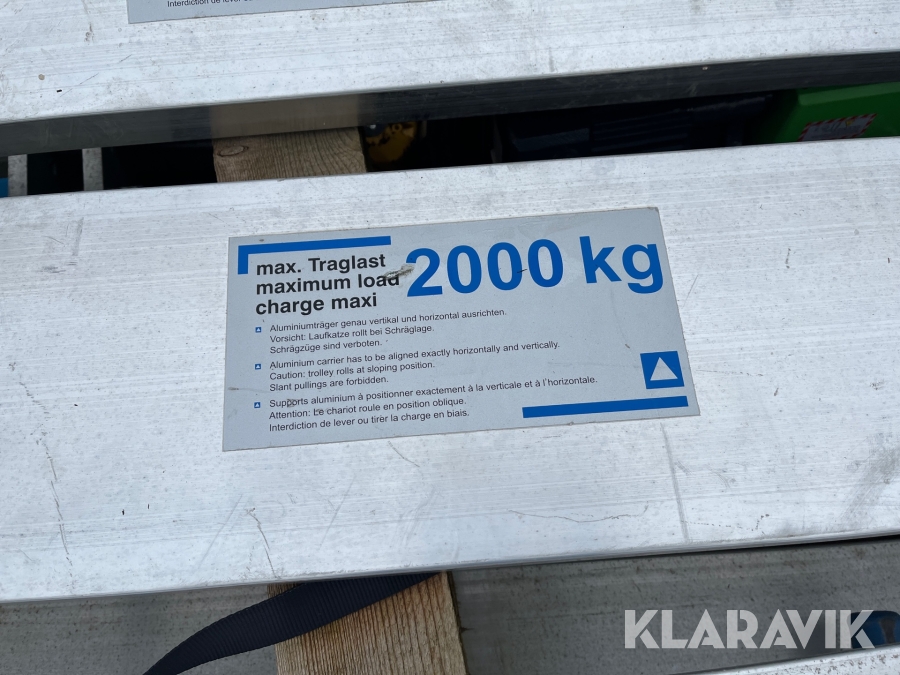 Interdiction de lever
max. Traglast
maximum load
charge maxi
2000 kg
Aluminiumträger genau vertikal und horizontal ausrichten.
Vorsicht: Laufkatze rollt bei Schräglage.
Schrägzüge sind verboten.
Aluminium carrier has to be aligned exactly horizontally and vertically.
Caution: trolley rolls at sloping position.
Slant pullings are forbidden.
Supports aluminium à positionner exactement à la verticale et à l'horizontale.
Attention: Le chariot roule en position oblique.
Interdiction de lever ou tirer la charge en biais.
KLARAVIK